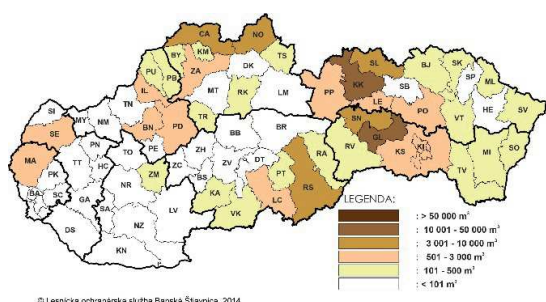 CA NO
BY KM TS
ZA DK
PU PB
IL MT RK LM
TN
SI MY NM
SE BN PD TR
MA PN TO PE
TT HC
PK
BA SC GA SA
DS
NR ZM ZC ZH BB BR
BS ZV DT
LV NZ KN
KA VK PT RA
LC RS
PP KK SL
LE SB
BJ SK SP ML
PO HE SV
VT
SN GL
RV KS KI
TV MI SO
LEGENDA:
: > 50 000 m³
: 10 001 - 50 000 m³
: 3 001 - 10 000 m³
: 501 - 3 000 m³
: 101 - 500 m³
: < 101 m³
© Lesnícka ochranárska služba Banská Štiavnica, 2014